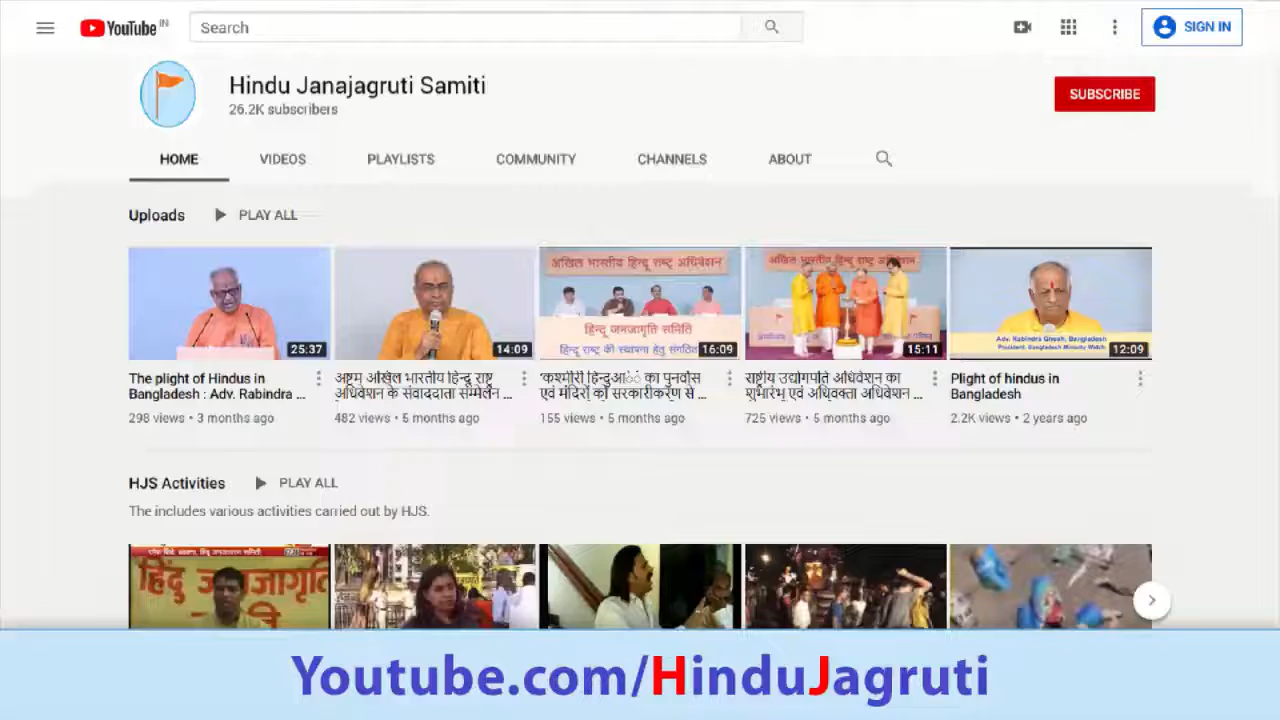 YouTube IN
Search
SIGN IN
Hindu Janajagruti Samiti
26.2K subscribers
SUBSCRIBE
HOME VIDEOS PLAYLISTS COMMUNITY CHANNELS ABOUT
Uploads PLAY ALL
अखिल भारतीय हिन्दू राष्ट्र अधिवेशन
अखिल भारतीय हिन्दू राष्ट्र अधिवेशन
हिन्दू जनजागृति समिति
हिन्दू राष्ट्र की स्थापना हेतु संगठित
Adv. Rabindra Ghosh, Bangladesh
President, Bangladesh Minority Watch
25:37 14:09 16:09 15:11 12:09
The plight of Hindus in
Bangladesh : Adv. Rabindra ...
298 views • 3 months ago
अष्टम अखिल भारतीय हिन्दू राष्ट्र
अधिवेशन के संवाददाता सम्मेलन ...
482 views • 5 months ago
'कश्मीरी हिन्दुआें का पुनर्वास
एवं मंदिरों का सरकारीकरण से ...
155 views • 5 months ago
राष्ट्रीय उद्योगपति अधिवेशन का
शुभारंभ एवं अधिवक्ता अधिवेशन ...
725 views • 5 months ago
Plight of hindus in
Bangladesh
2.2K views • 2 years ago
HJS Activities PLAY ALL
The includes various activities carried out by HJS.
हिंदू जनजागृति
Youtube.com/HinduJagruti